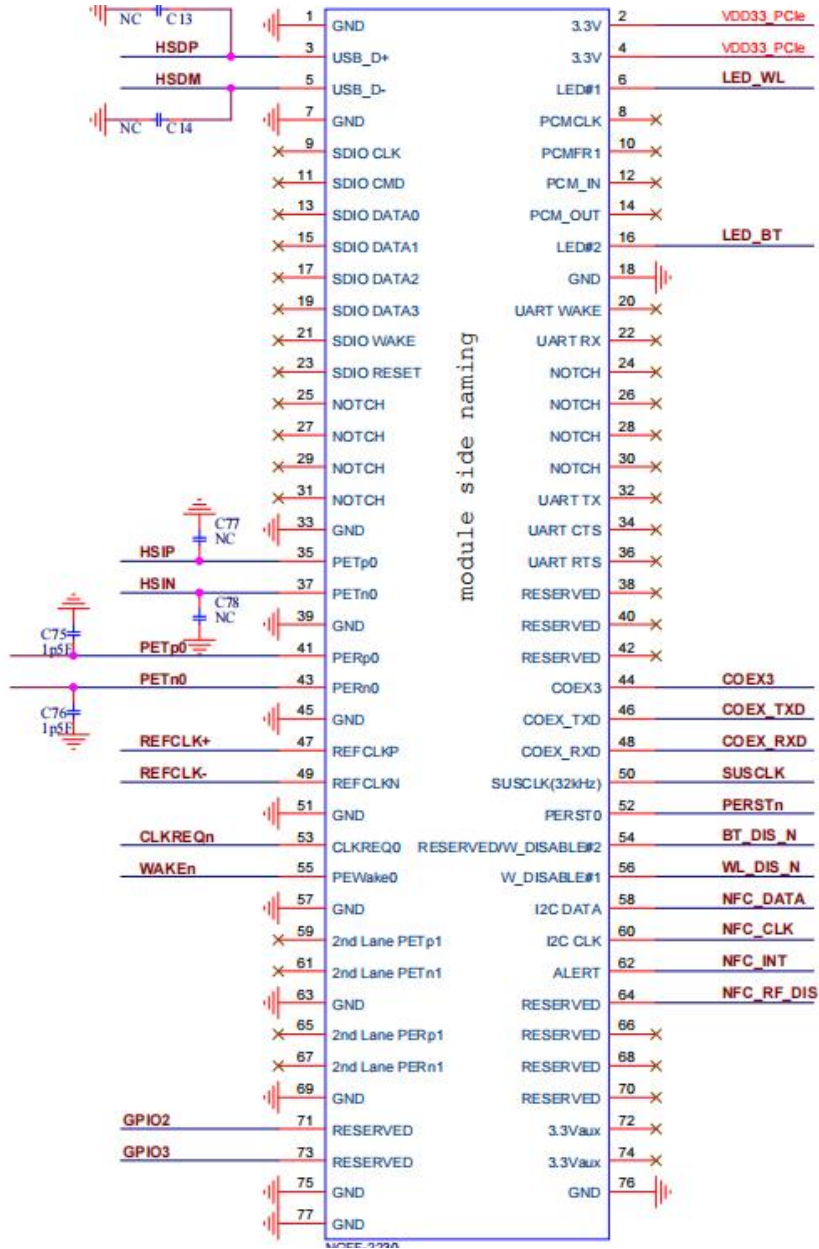 NC C13 1 GND 3.3V 2 VDD33_PCIe
HSDP 3 USB_D+ 3.3V 4 VDD33_PCIe
HSDM 5 USB_D- LED#1 6 LED_WL
NC C14 7 GND PCMCLK 8
9 SDIO CLK PCMFR1 10
11 SDIO CMD PCM_IN 12
13 SDIO DATA0 PCM_OUT 14
15 SDIO DATA1 LED#2 16 LED_BT
17 SDIO DATA2 GND 18
19 SDIO DATA3 UART WAKE 20
21 SDIO WAKE UART RX 22
23 SDIO RESET NOTCH 24
25 NOTCH NOTCH 26
27 NOTCH NOTCH 28
29 NOTCH NOTCH 30
31 NOTCH UART TX 32
module side naming
C77
NC
33 GND UART CTS 34
HSIP 35 PETp0 UART RTS 36
HSIN 37 PETn0 RESERVED 38
C78
NC
39 GND RESERVED 40
C75
1p5F
PETp0 41 PERp0 RESERVED 42
PETn0 43 PERn0 COEX3 44 COEX3
C76
1p5F
45 GND COEX_TXD 46 COEX_TXD
REFCLK+ 47 REFCLKP COEX_RXD 48 COEX_RXD
REFCLK- 49 REFCLKN SUSCLK(32kHz) 50 SUSCLK
51 GND PERST0 52 PERSTn
CLKREQn 53 CLKREQ0 RESERVED/W_DISABLE#2 54 BT_DIS_N
WAKEn 55 PEWake0 W_DISABLE#1 56 WL_DIS_N
57 GND I2C DATA 58 NFC_DATA
59 2nd Lane PETp1 I2C CLK 60 NFC_CLK
61 2nd Lane PETn1 ALERT 62 NFC_INT
63 GND RESERVED 64 NFC_RF_DIS
65 2nd Lane PERp1 RESERVED 66
67 2nd Lane PERn1 RESERVED 68
69 GND RESERVED 70
GPIO2 71 RESERVED 3.3Vaux 72
GPIO3 73 RESERVED 3.3Vaux 74
75 GND GND 76
77 GND
NGFF-2230